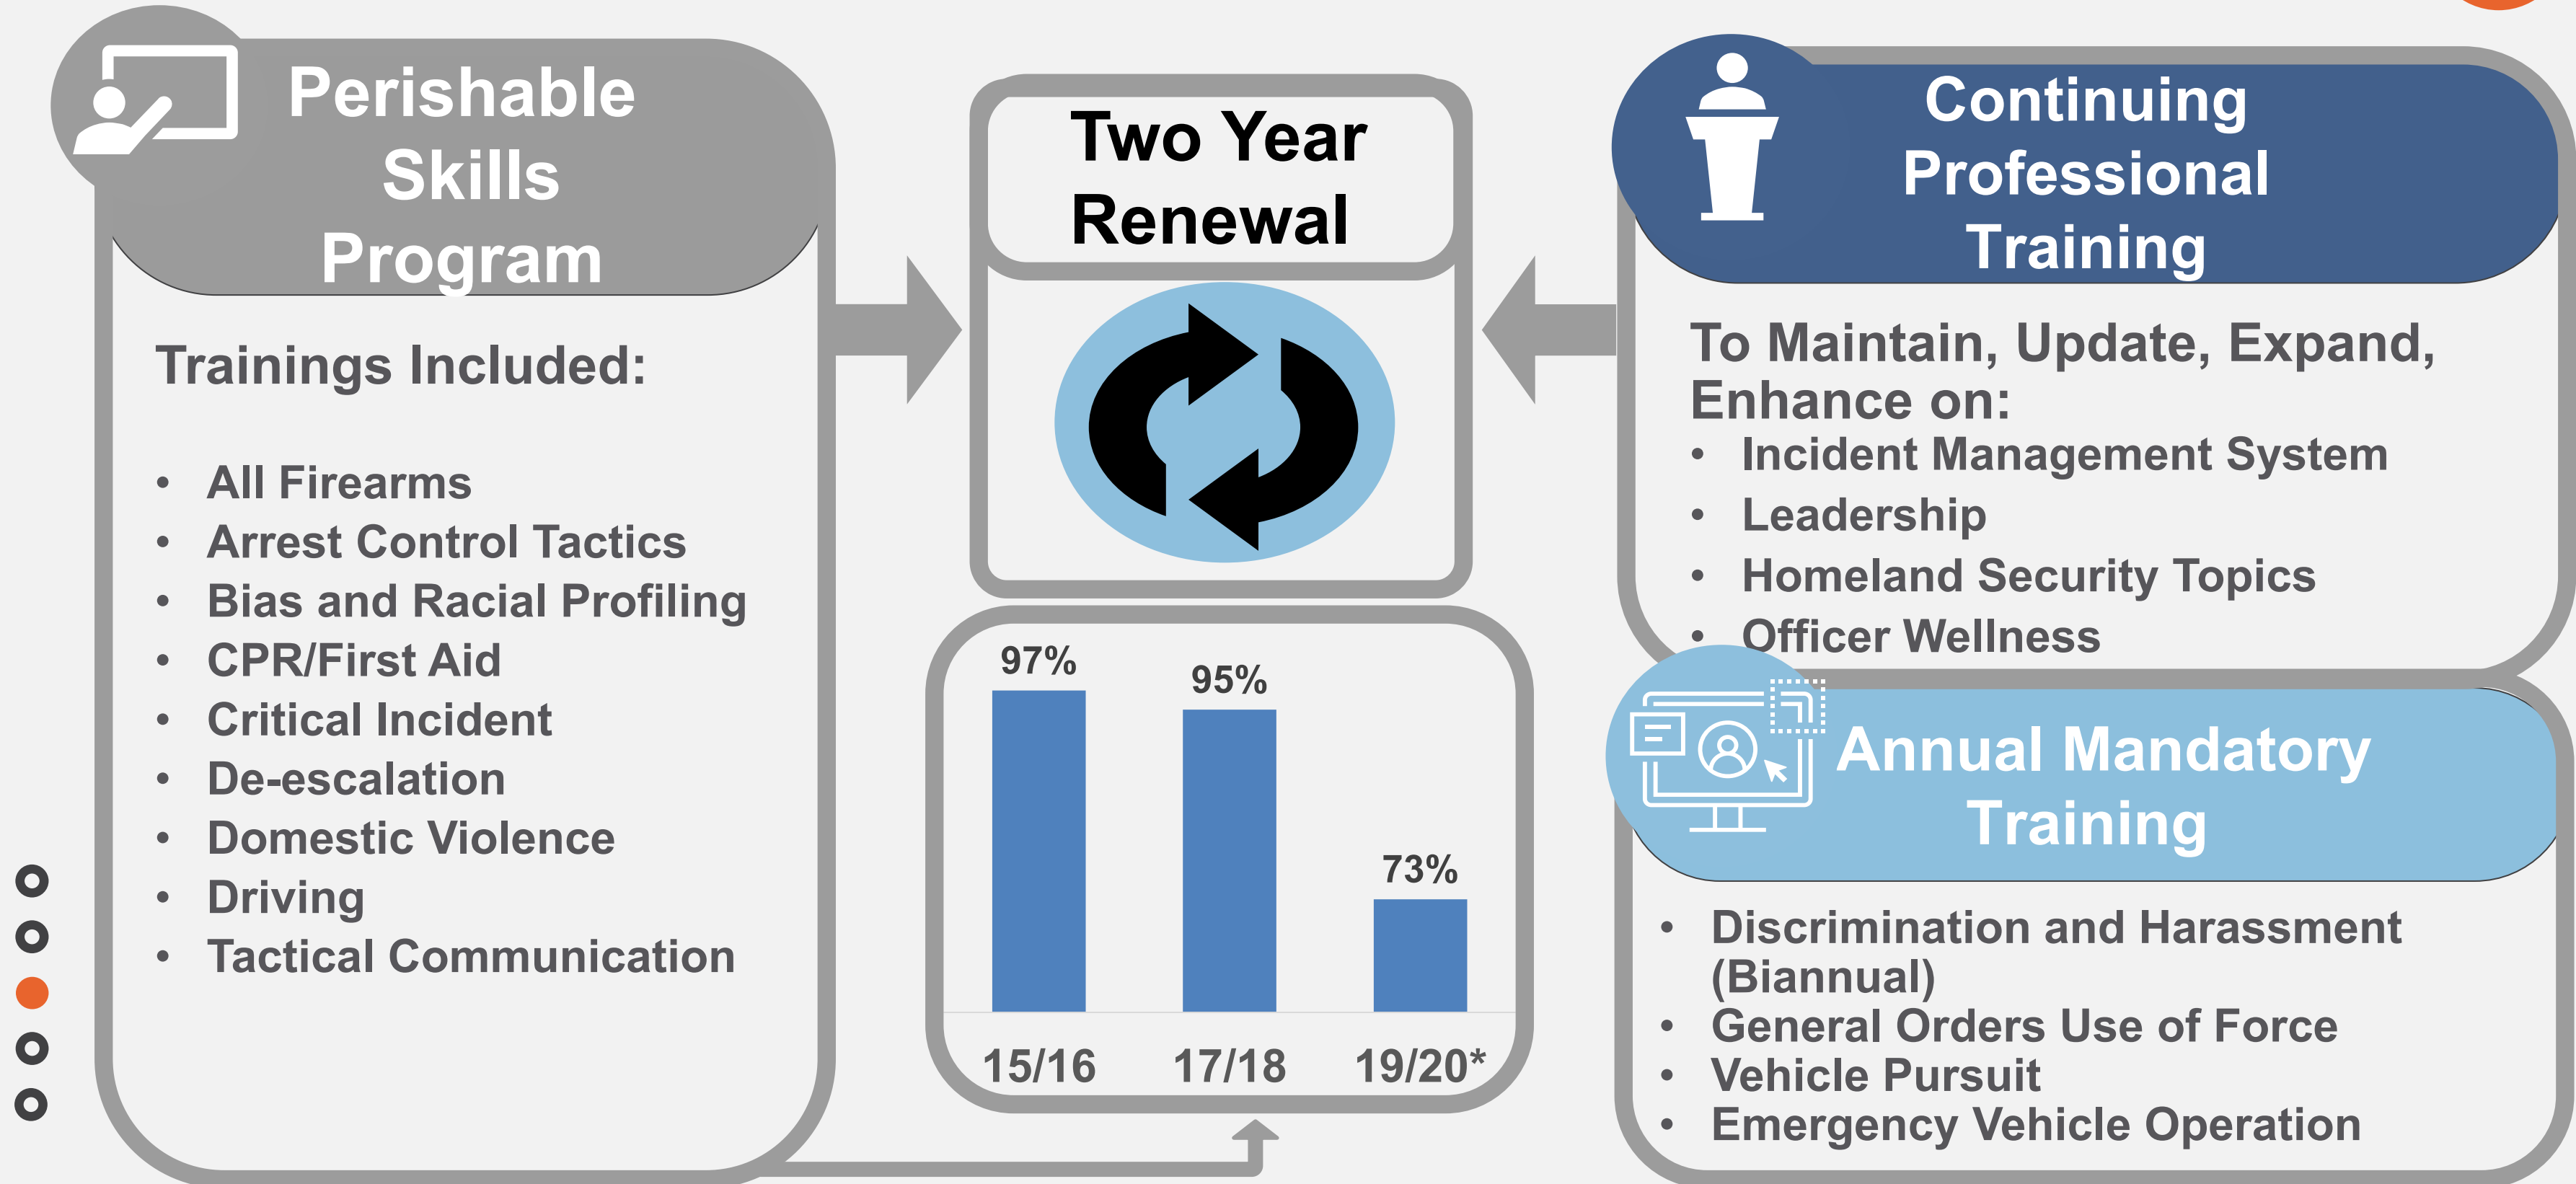 Perishable
Skills
Program
Trainings Included:
• All Firearms
• Arrest Control Tactics
• Bias and Racial Profiling
• CPR/First Aid
• Critical Incident
• De-escalation
• Domestic Violence
• Driving
• Tactical Communication
Two Year
Renewal
97%
95%
73%
15/16 17/18 19/20*
Continuing
Professional
Training
To Maintain, Update, Expand,
Enhance on:
• Incident Management System
• Leadership
• Homeland Security Topics
• Officer Wellness
Annual Mandatory
Training
• Discrimination and Harassment
(Biannual)
• General Orders Use of Force
• Vehicle Pursuit
• Emergency Vehicle Operation